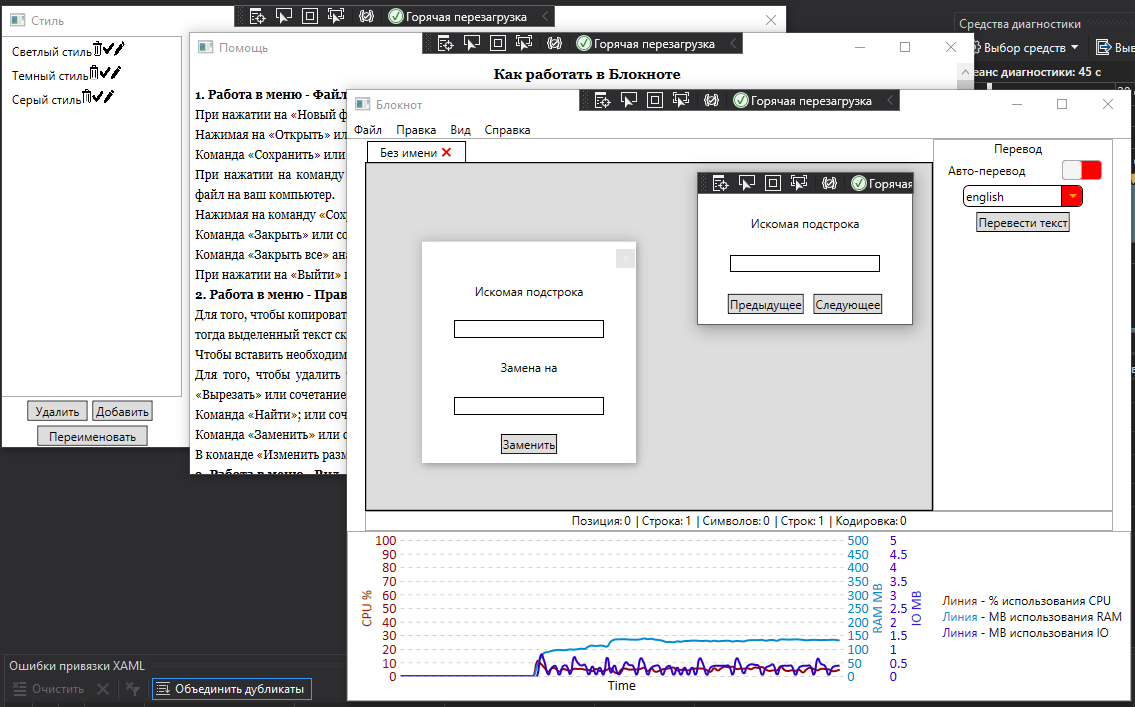 Стиль
Светлый стиль
Темный стиль
Серый стиль
Удалить
Добавить
Переименовать
Горячая перезагрузка
Помощь
Горячая перезагрузка
Как работать в Блокноте
1. Работа в меню - Файл
При нажатии на «Новый ф
Нажимая на «Открыть» ил
Команда «Сохранить» или
При нажатии на команду
файл на ваш компьютер.
Нажимая на команду «Сох
Команда «Закрыть» или со
Команда «Закрыть все» ан
При нажатии на «Выйти»
2. Работа в меню - Прав
Для того, чтобы копироват
тогда выделенный текст ск
Чтобы вставить необходим
Для того, чтобы удалить
«Вырезать» или сочетание
Команда «Найти»; или соч
Команда «Заменить» или с
В команде «Изменить разм
3. Работа в меню - Вид
Средства диагностики
Выбор средств
Выв
еанс диагностики: 45 с
Блокнот
Горячая перезагрузка
Файл Правка Вид Справка
Без имени
Искомая подстрока
Замена на
Заменить
Горячая
Искомая подстрока
Предыдущее
Следующее
Перевод
Авто-перевод
english
Перевести текст
Позиция: 0 | Строка: 1 | Символов: 0 | Строк: 1 | Кодировка: 0
CPU %
100
90
80
70
60
50
40
30
20
10
0
500
450
400
350
300
250
200
150
100
50
0
RAM MB
5
4.5
4
3.5
3
2.5
2
1.5
1
0.5
0
IO MB
Time
Линия - % использования CPU
Линия - МВ использования RAM
Линия - МВ использования IO
Ошибки привязки XAML
Очистить
Объединить дубликаты